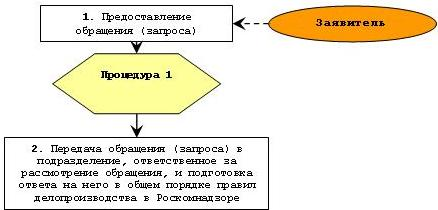 1. Предоставление
обращения (запроса)
Заявитель
Процедура 1
2. Передача обращения (запроса) в
подразделение, ответственное за
рассмотрение обращения, и подготовка
ответа на него в общем порядке правил
делопроизводства в Роскомнадзоре